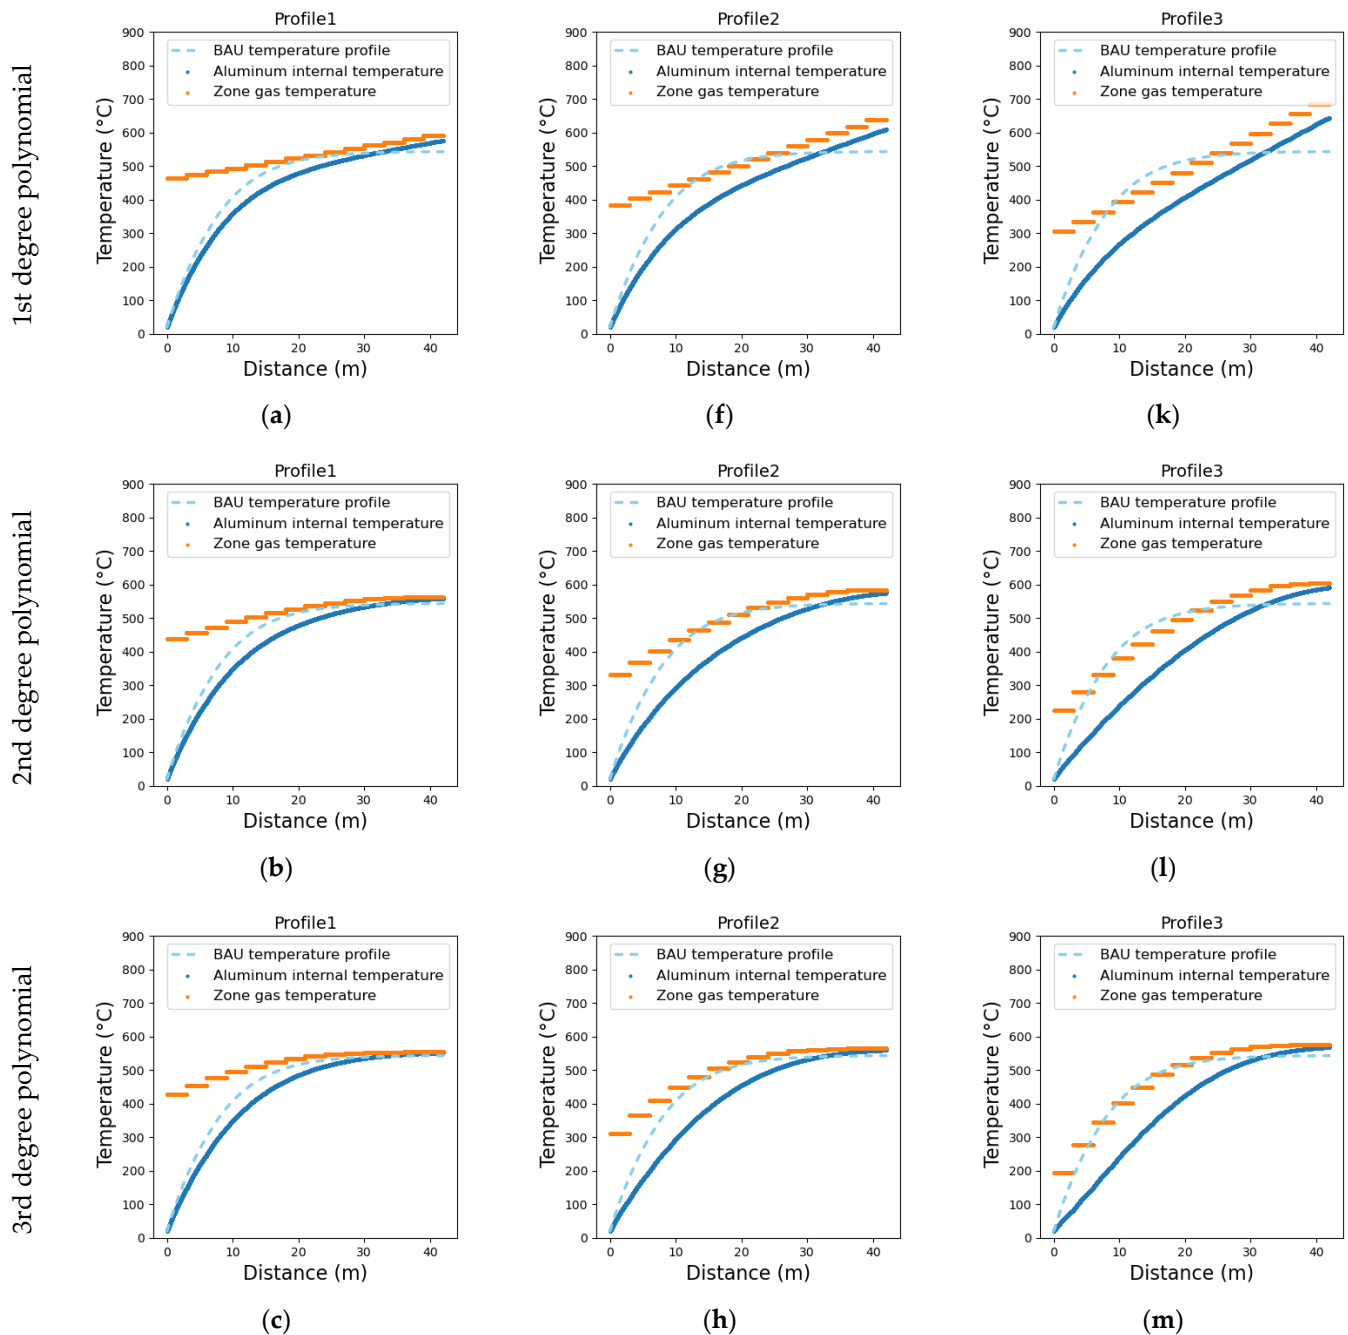 1st degree polynomial
Profile1
900
800
700
600
500
400
300
200
100
0
Temperature (°C)
BAU temperature profile
Aluminum internal temperature
Zone gas temperature
0 10 20 30 40
Distance (m)
(a)
Profile2
900
800
700
600
500
400
300
200
100
0
Temperature (°C)
BAU temperature profile
Aluminum internal temperature
Zone gas temperature
0 10 20 30 40
Distance (m)
(f)
Profile3
900
800
700
600
500
400
300
200
100
0
Temperature (°C)
BAU temperature profile
Aluminum internal temperature
Zone gas temperature
0 10 20 30 40
Distance (m)
(k)
2nd degree polynomial
Profile1
900
800
700
600
500
400
300
200
100
0
Temperature (°C)
BAU temperature profile
Aluminum internal temperature
Zone gas temperature
0 10 20 30 40
Distance (m)
(b)
Profile2
900
800
700
600
500
400
300
200
100
0
Temperature (°C)
BAU temperature profile
Aluminum internal temperature
Zone gas temperature
0 10 20 30 40
Distance (m)
(g)
Profile3
900
800
700
600
500
400
300
200
100
0
Temperature (°C)
BAU temperature profile
Aluminum internal temperature
Zone gas temperature
0 10 20 30 40
Distance (m)
(l)
3rd degree polynomial
Profile1
900
800
700
600
500
400
300
200
100
0
Temperature (°C)
BAU temperature profile
Aluminum internal temperature
Zone gas temperature
0 10 20 30 40
Distance (m)
(c)
Profile2
900
800
700
600
500
400
300
200
100
0
Temperature (°C)
BAU temperature profile
Aluminum internal temperature
Zone gas temperature
0 10 20 30 40
Distance (m)
(h)
Profile3
900
800
700
600
500
400
300
200
100
0
Temperature (°C)
BAU temperature profile
Aluminum internal temperature
Zone gas temperature
0 10 20 30 40
Distance (m)
(m)